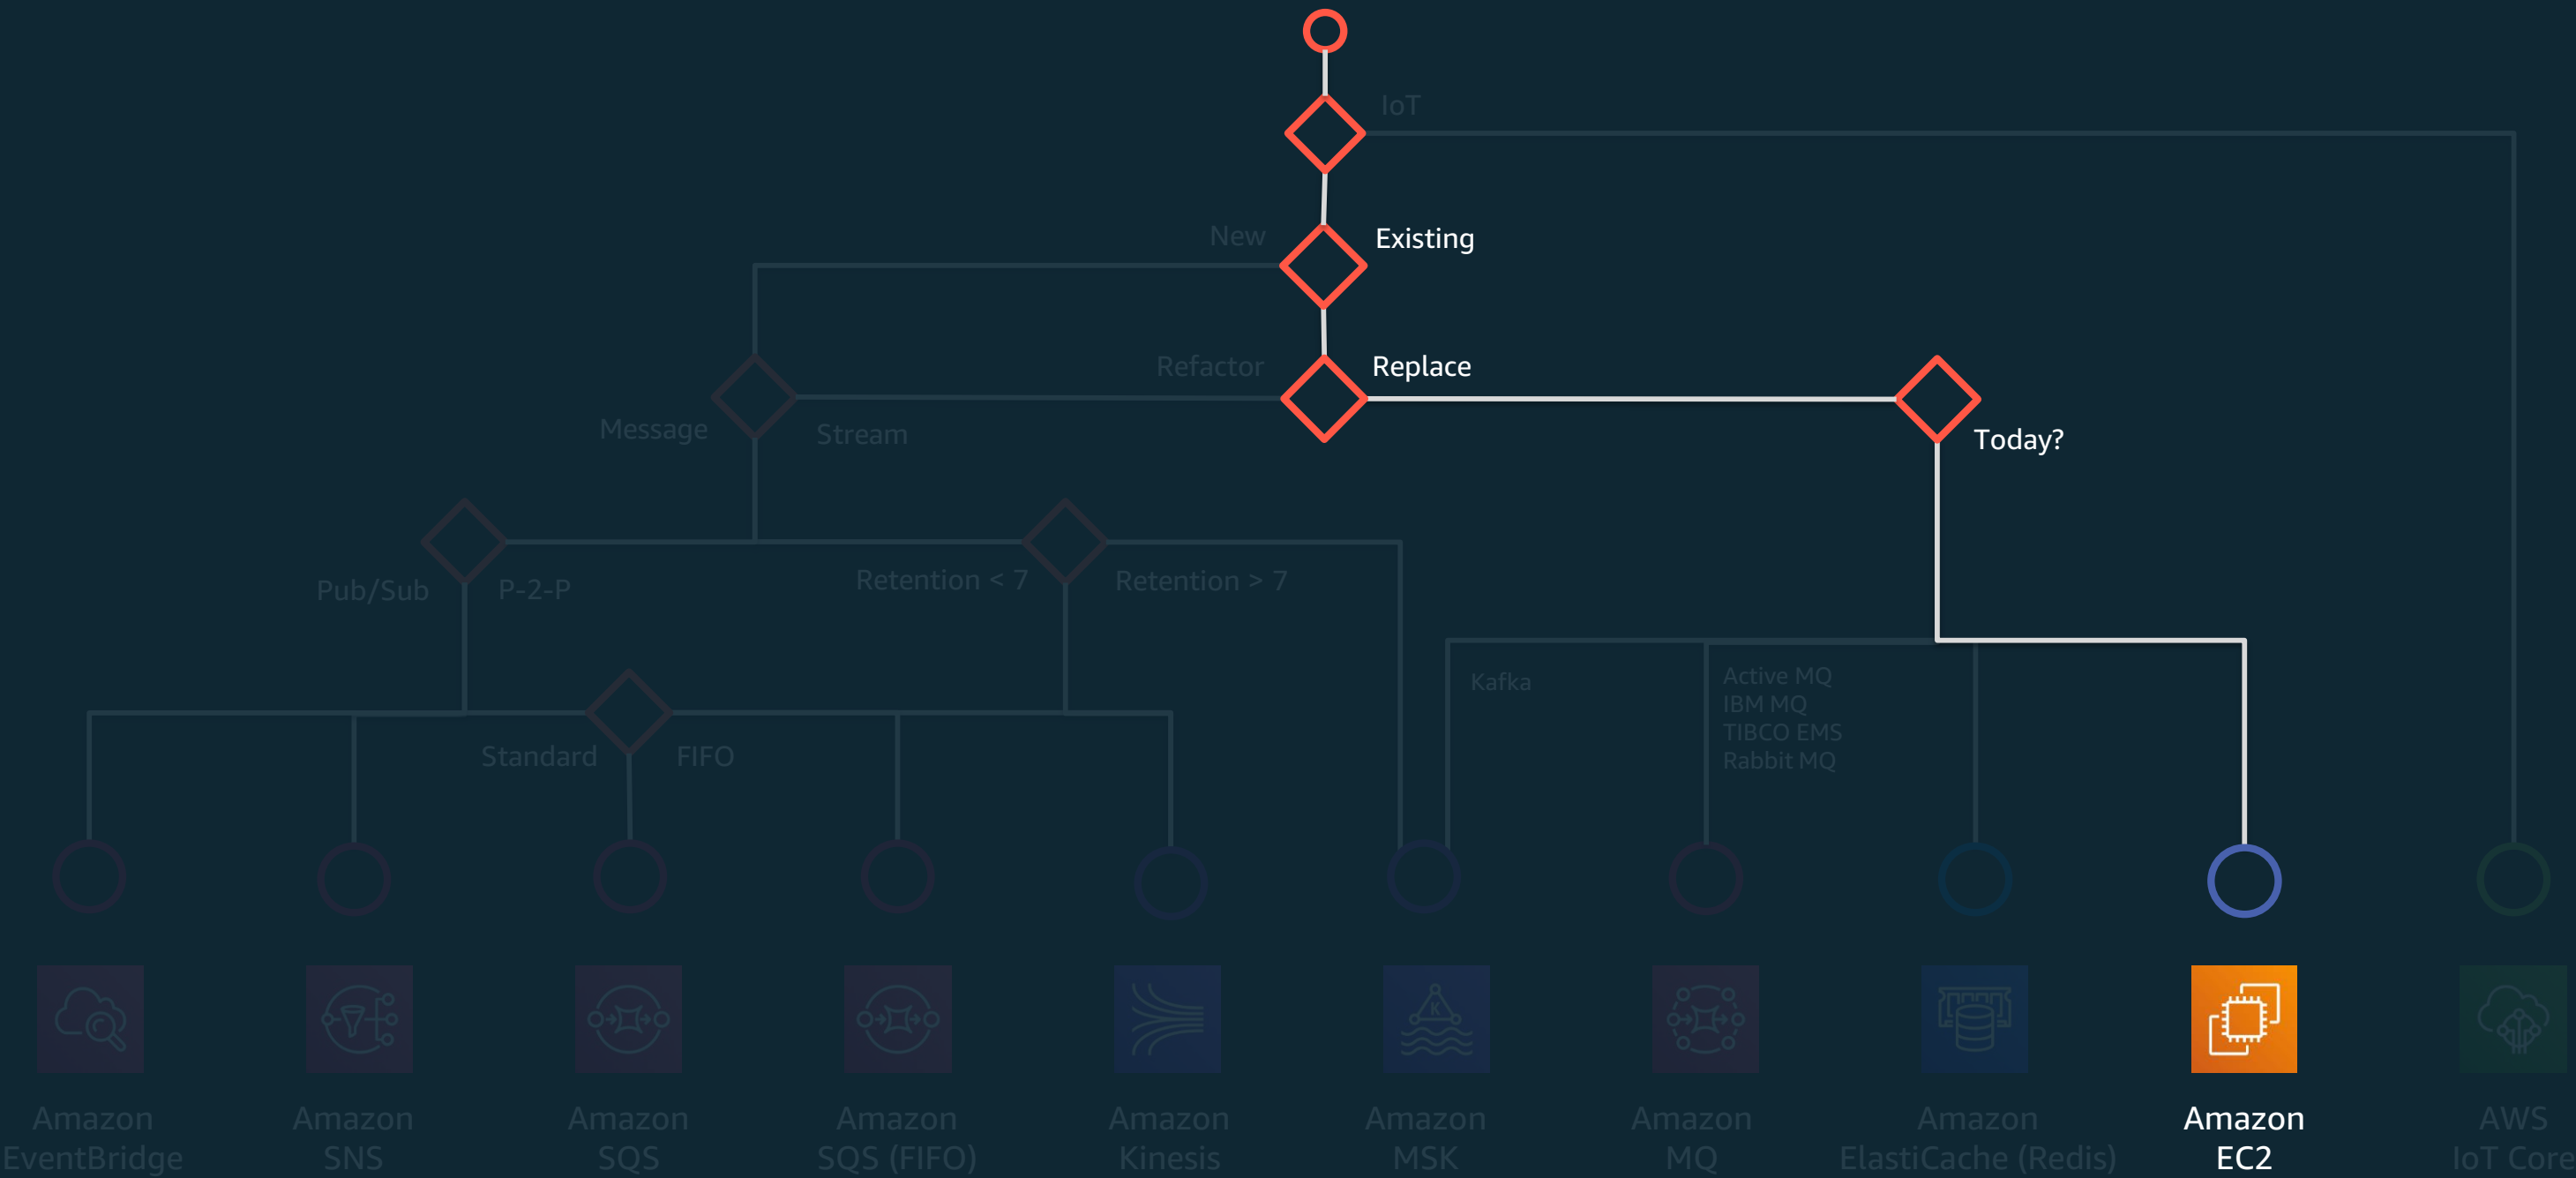 IoT
New
Existing
Refactor
Replace
Message
Stream
Today?
Pub/Sub
P-2-P
Retention < 7
Retention > 7
Kafka
Active MQ
IBM MQ
TIBCO EMS
Rabbit MQ
Standard
FIFO
K
Amazon
EventBridge
Amazon
SNS
Amazon
SQS
Amazon
SQS (FIFO)
Amazon
Kinesis
Amazon
MSK
Amazon
MQ
Amazon
ElastiCache (Redis)
Amazon
EC2
AWS
IoT Core